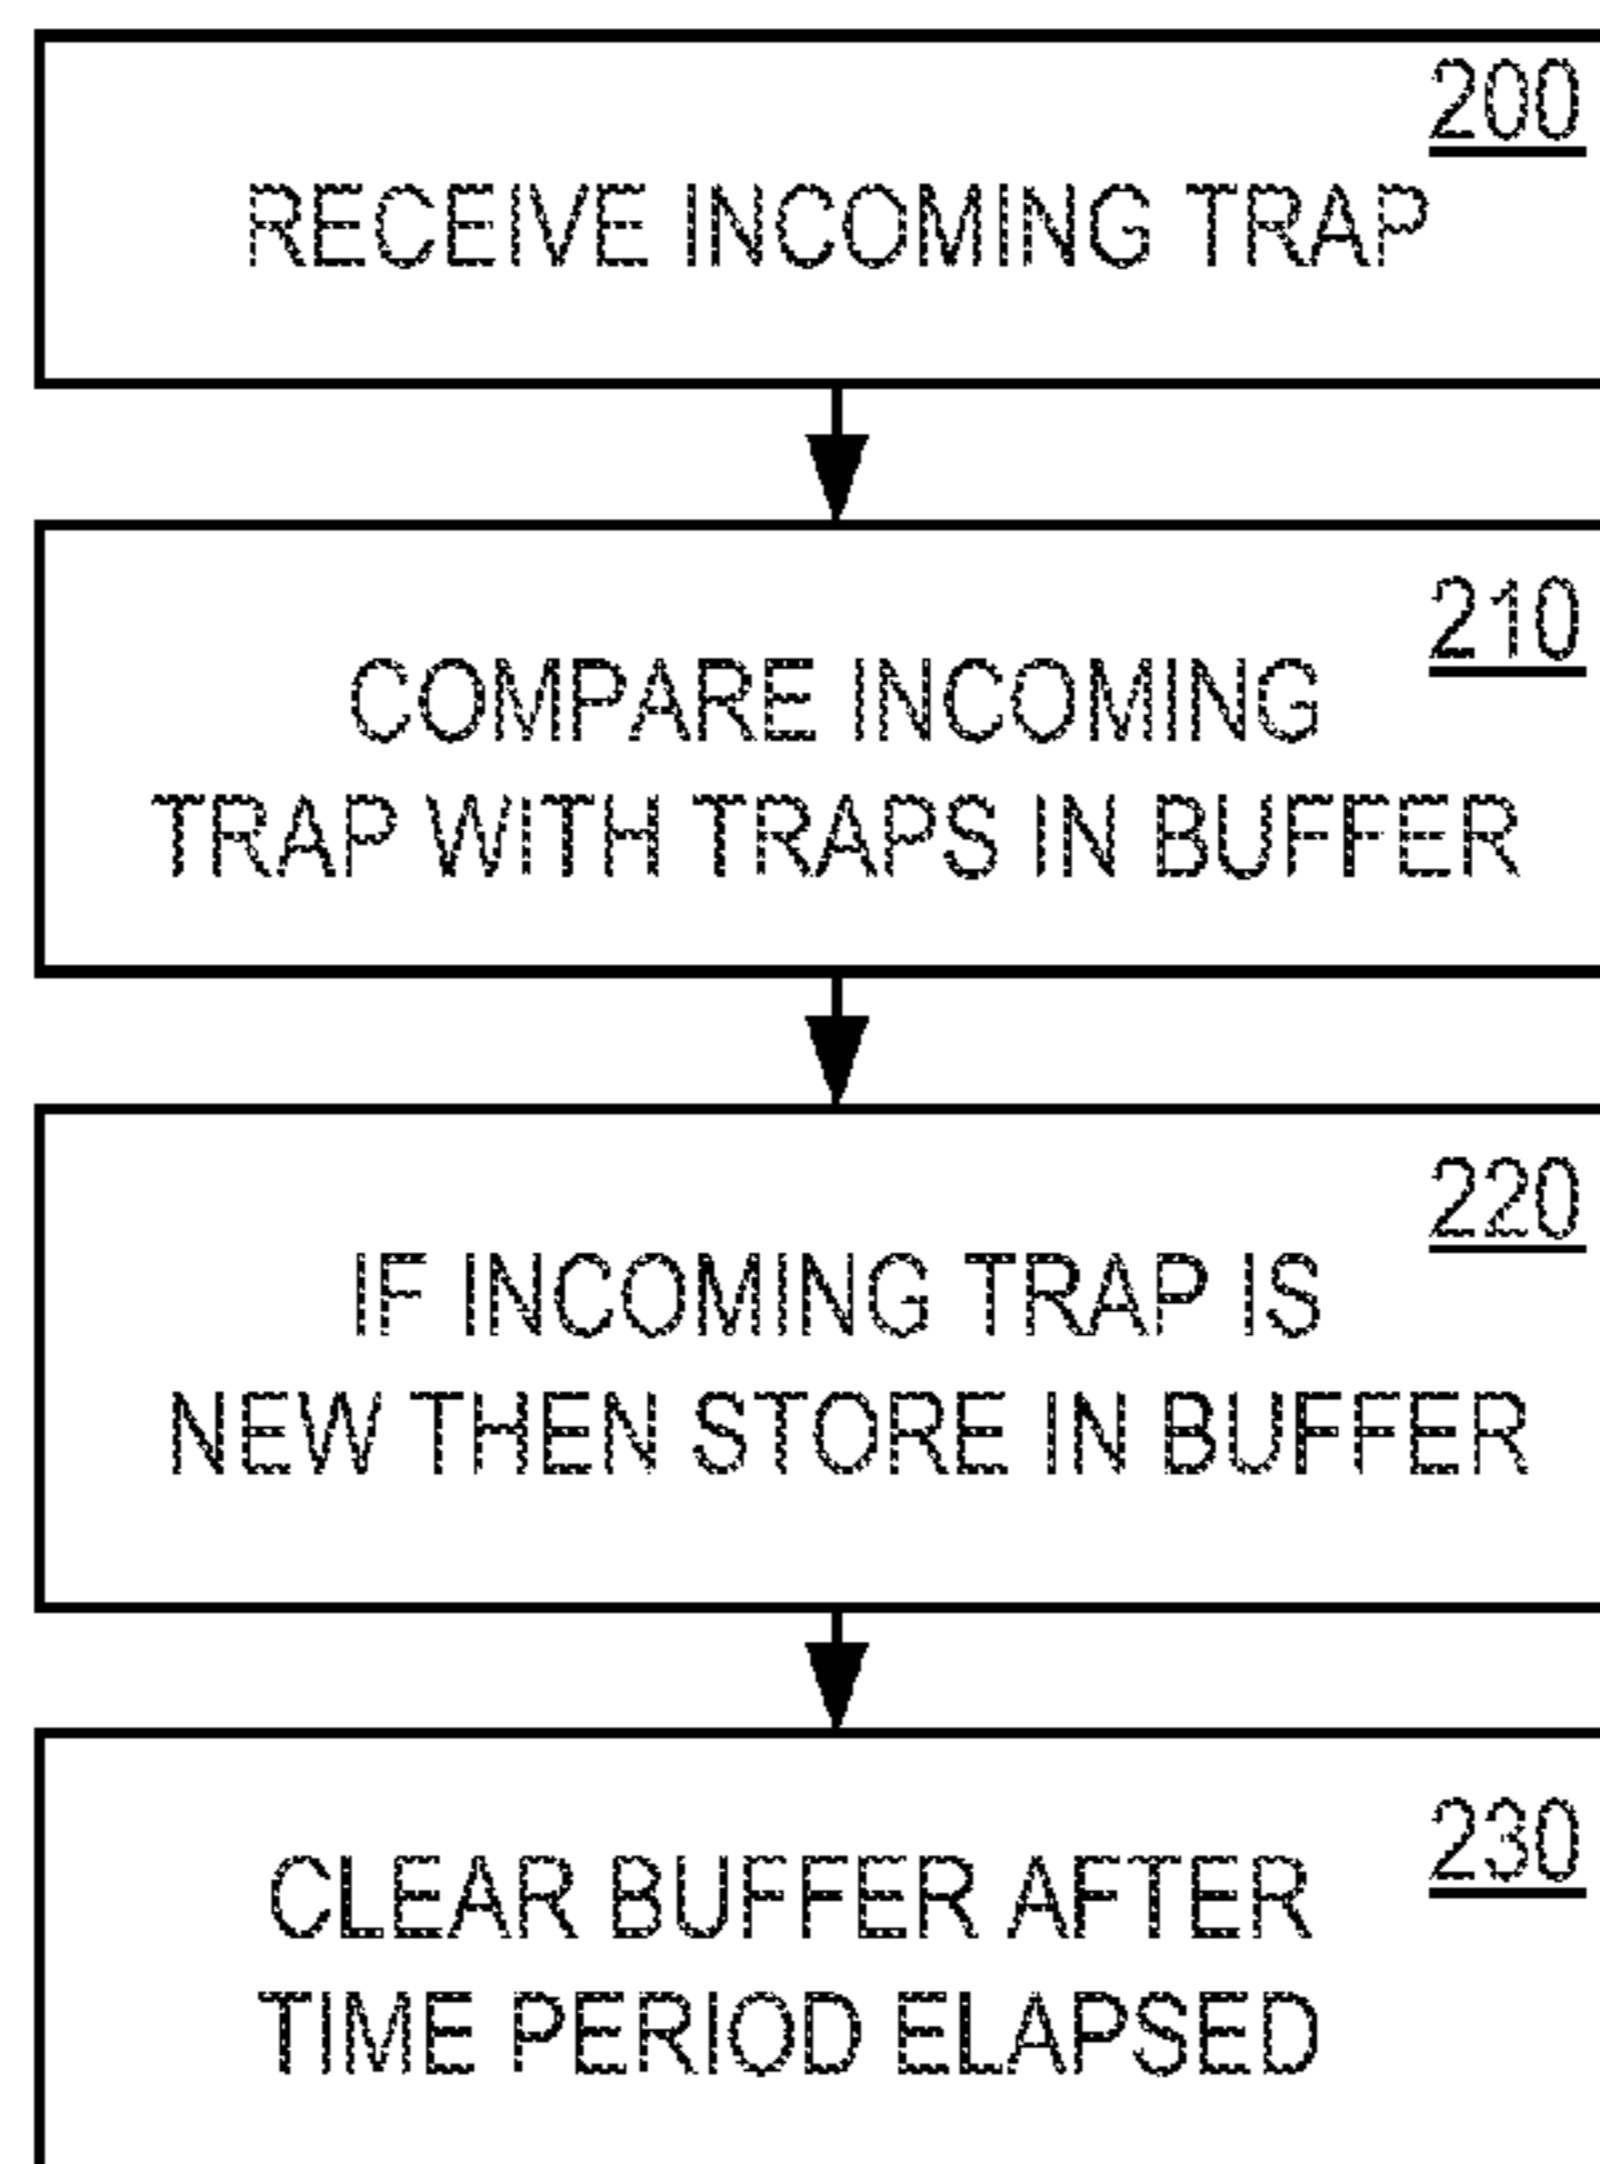 200
RECEIVE INCOMING TRAP
210
COMPARE INCOMING
TRAP WITH TRAPS IN BUFFER
220
IF INCOMING TRAP IS
NEW THEN STORE IN BUFFER
230
CLEAR BUFFER AFTER
TIME PERIOD ELAPSED